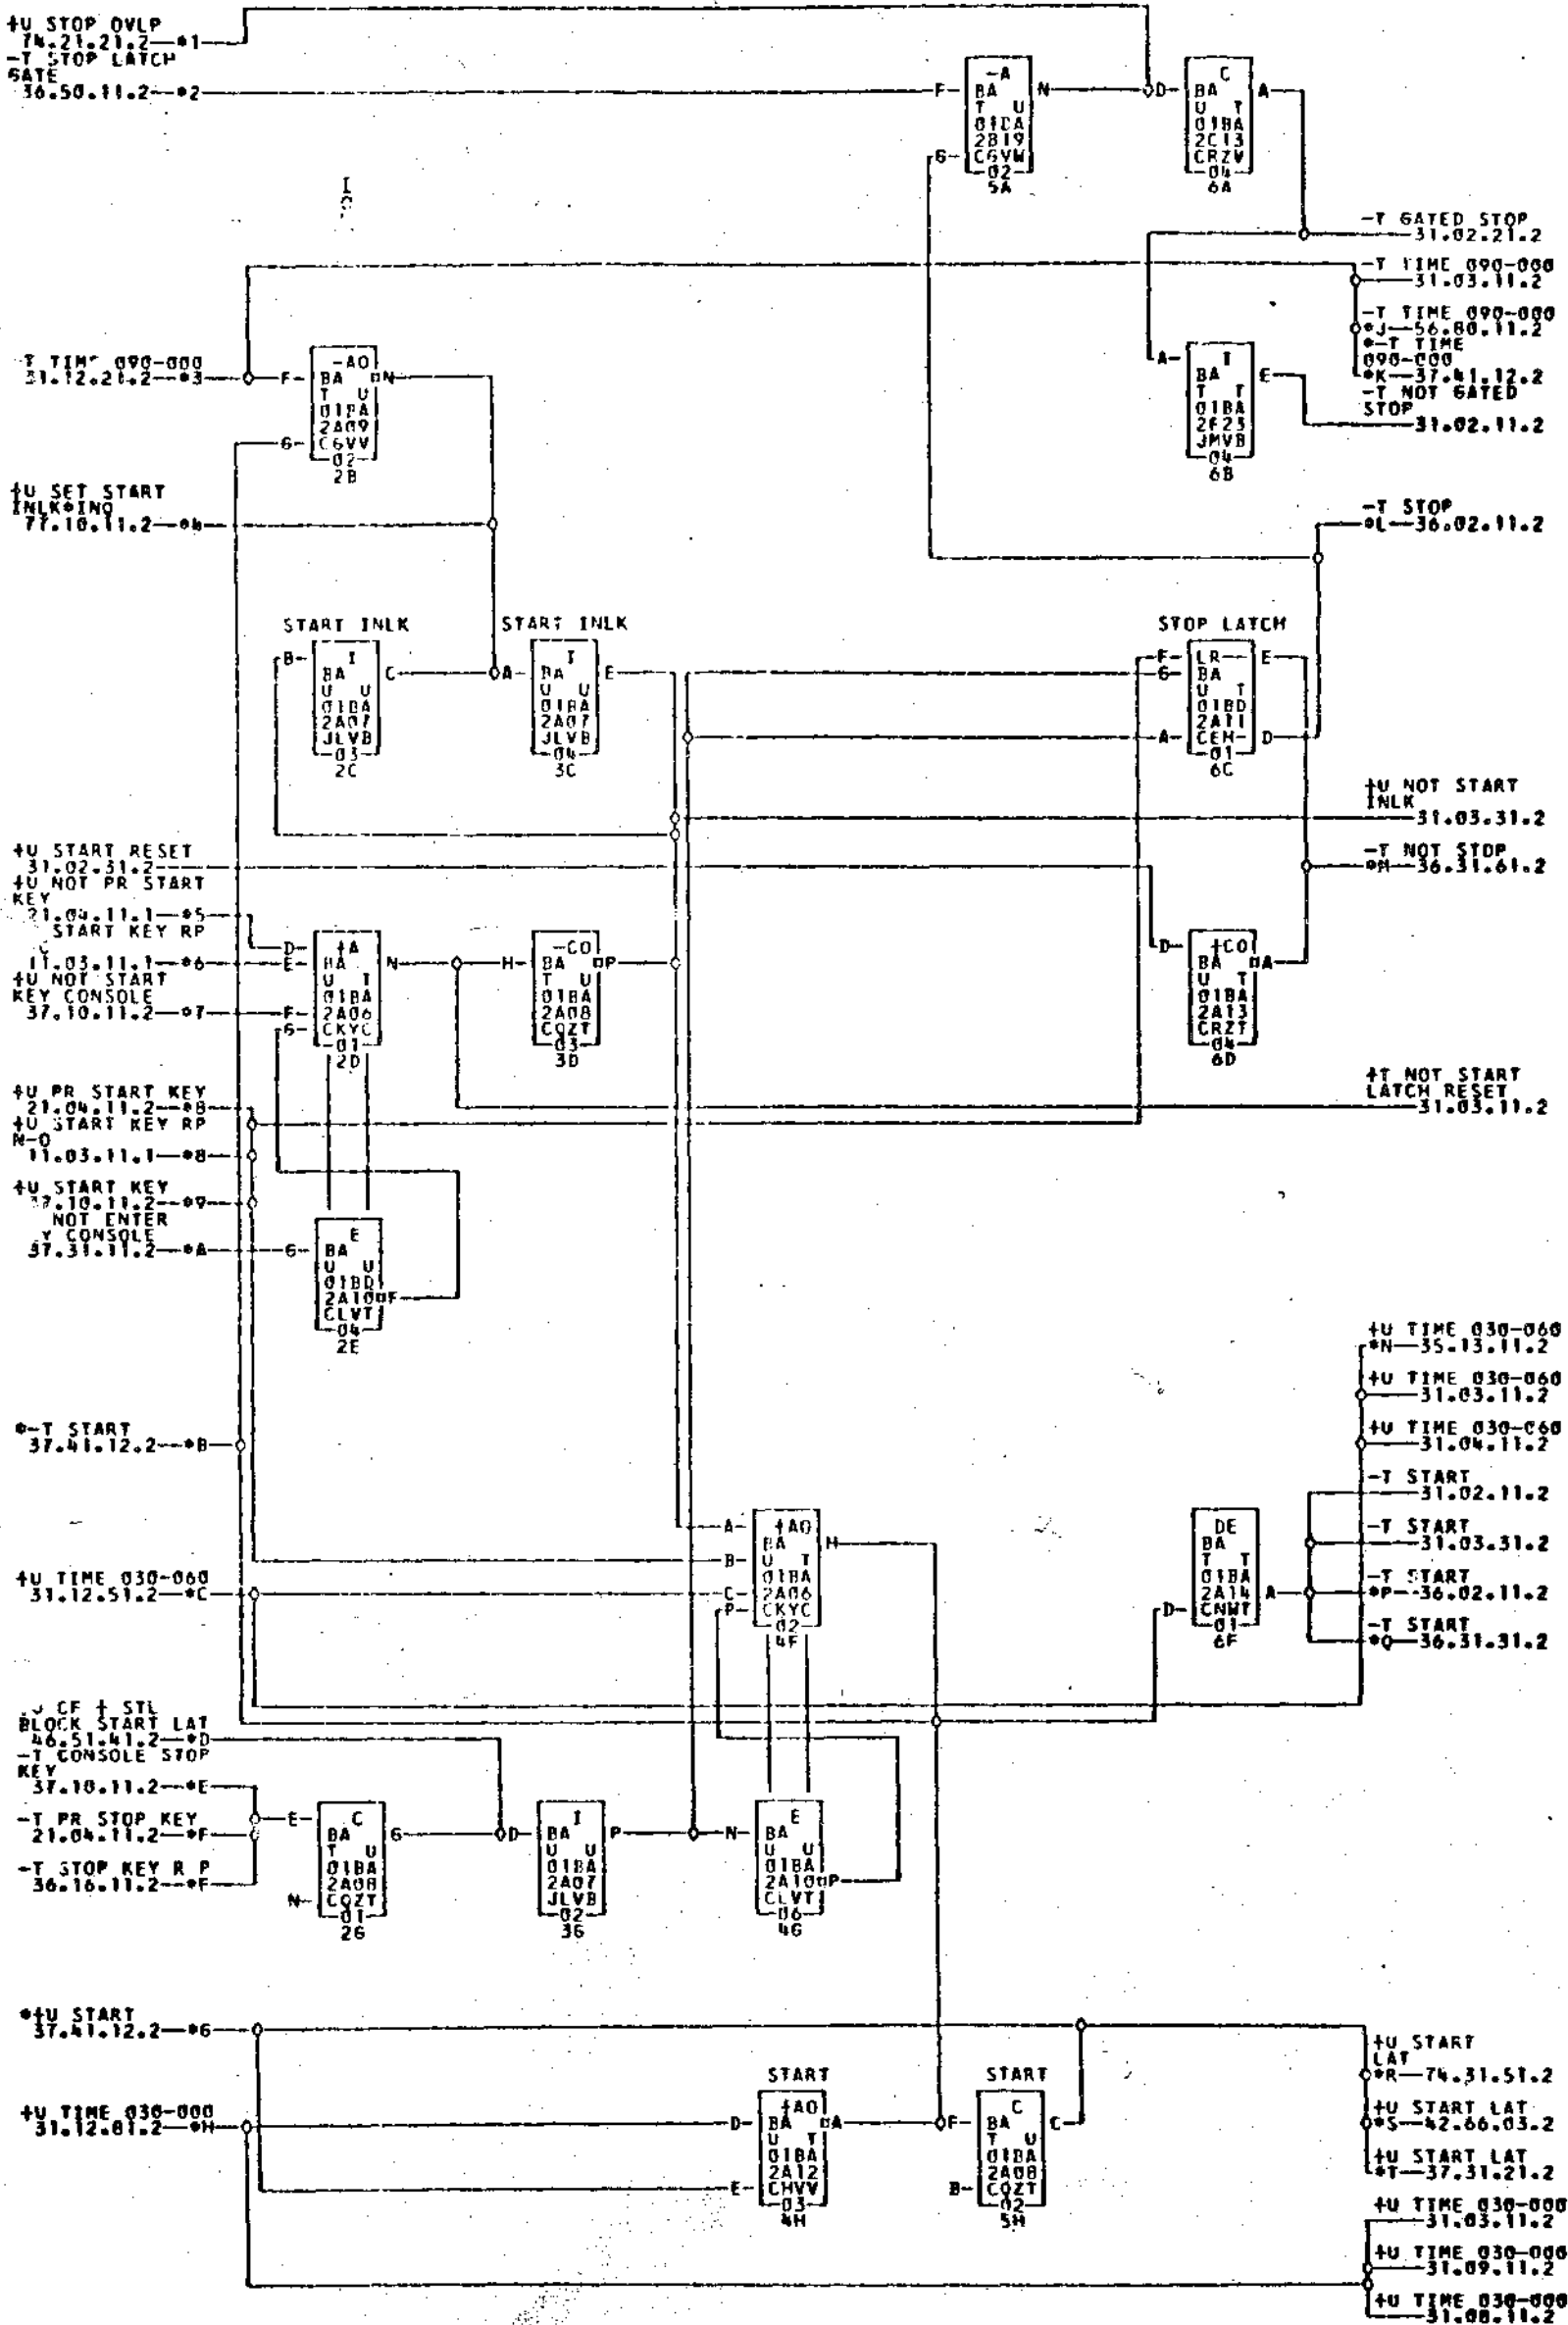 +U STOP OVLP
74.21.21.2—*1
-T STOP LATCH
GATE
36.50.11.2—*2
-A
F- BA N
T U
2B19
G- CGVW
02
5A
C
D- BA A
U T
01BA
2C13
CRZV
04
6A
-T GATED STOP
31.02.21.2
-T TIME 090-000
31.03.11.2
-T TIME 090-000
*J—56.80.11.2
*-T TIME
090-000
*K—37.41.12.2
-T NOT GATED
STOP
31.02.11.2
T TIME 090-000
31.12.21.2—*3
-AO
F- BA N
T U
2A09
G- CGVV
02
2B
I
A- BA E
T T
01BA
2F23
JMVB
04
6B
+U SET START
INLK*INQ
77.10.11.2—*4
-T STOP
*L—36.02.11.2
START INLK
B- I
BA C
U U
01BA
2A07
JLVB
03
2C
START INLK
I
A- BA E
U U
01BA
2A07
JLVB
04
3C
STOP LATCH
F- LR E
G- BA
U T
01BD
2A11
A- CEH- D
01
6C
+U NOT START
INLK
31.03.31.2
+U START RESET
31.02.31.2
-T NOT STOP
*M—36.31.61.2
+U NOT PR START
KEY
21.04.11.1—*5
START KEY RP
11.03.11.1—*6
+U NOT START
KEY CONSOLE
37.10.11.2—*7
D- +A
E- BA N
U T
01BA
F- 2A06
G- CKYC
01
2D
-CO
H- BA P
T U
01BA
2A08
CQZT
03
3D
+CO
D- BA A
U T
01BA
2A13
CRZT
04
6D
+T NOT START
LATCH RESET
31.03.11.2
+U PR START KEY
21.04.11.2—*8
+U START KEY RP
N-O
11.03.11.1—*8
+U START KEY
37.10.11.2—*9
NOT ENTER
Y CONSOLE
37.31.11.2—*A
E
G- BA
U U
01BD
2A10 F
CLVT
04
2E
+U TIME 030-060
*N—35.13.11.2
+U TIME 030-060
31.03.11.2
+U TIME 030-060
31.04.11.2
*-T START
37.41.12.2—*B
-T START
31.02.11.2
-T START
31.03.31.2
-T START
*P—36.02.11.2
-T START
*Q—36.31.31.2
A- +AO
BA H
B- U T
01BA
C- 2A06
P- CKYC
02
4F
DE
BA
T T
01BA
2A14 A
D- CNWT
01
6F
+U TIME 030-060
31.12.51.2—*C
CF + STL
BLOCK START LAT
46.51.41.2—*D
-T CONSOLE STOP
KEY
37.10.11.2—*E
-T PR STOP KEY
21.04.11.2—*F
-T STOP KEY R P
36.16.11.2—*F
C
E- BA G
T U
01BA
2A08
N- CQZT
01
2G
I
D- BA P
U U
01BA
2A07
JLVB
02
3G
E
N- BA
U U
01BA
2A10 P
CLVT
06
4G
*+U START
37.41.12.2—*G
+U TIME 030-000
31.12.81.2—*H
START
+AO
D- BA A
U T
01BA
2A12
E- CHVV
03
4H
START
C
F- BA C
T U
01BA
2A08
B- CQZT
02
5H
+U START
LAT
*R—74.31.51.2
+U START LAT
*S—42.66.03.2
+U START LAT
*T—37.31.21.2
+U TIME 030-000
31.03.11.2
+U TIME 030-000
31.09.11.2
+U TIME 030-000
31.08.11.2